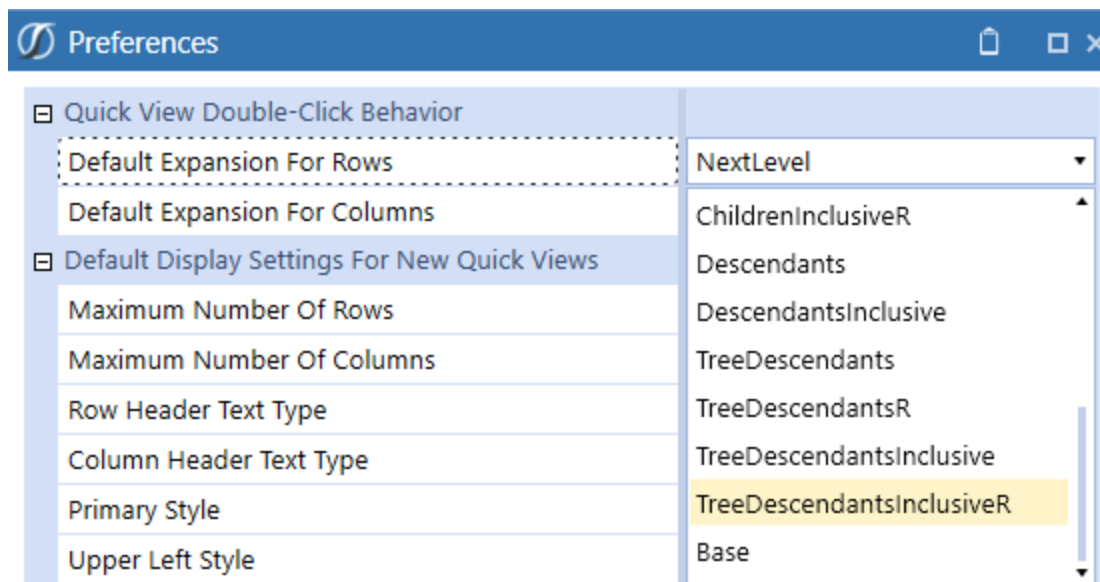 Preferences
Quick View Double-Click Behavior
Default Expansion For Rows
NextLevel
Default Expansion For Columns
ChildrenInclusiveR
Default Display Settings For New Quick Views
Descendants
Maximum Number Of Rows
DescendantsInclusive
Maximum Number Of Columns
TreeDescendants
Row Header Text Type
TreeDescendantsR
Column Header Text Type
TreeDescendantsInclusive
Primary Style
TreeDescendantsInclusiveR
Upper Left Style
Base